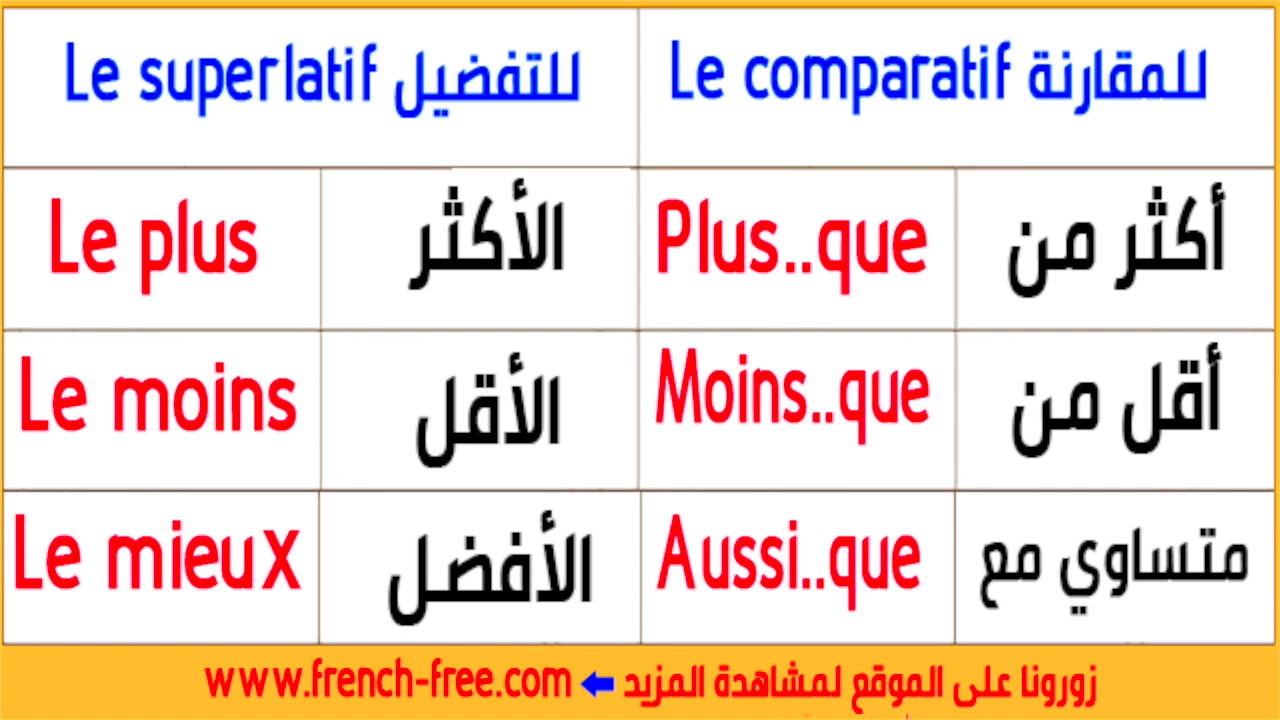 Le superlatif للتفضيل
Le comparatif للمقارنة
Le plus
الأكثر
Plus..que
أكثر من
Le moins
الأقل
Moins..que
أقل من
Le mieux
الأفضل
Aussi..que
متساوي مع
زورونا على الموقع لمشاهدة المزيد ⬅ www.french-free.com